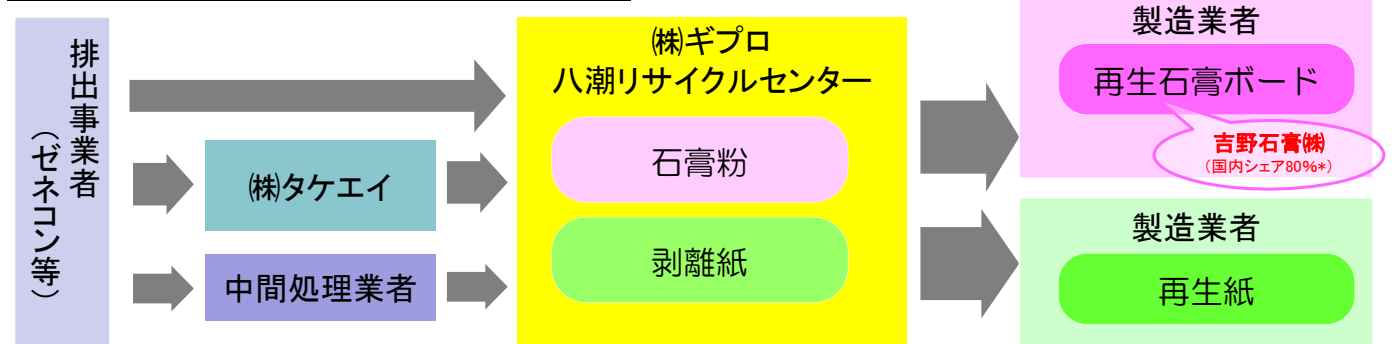 排出事業者
（ゼネコン等）
㈱タケエイ
中間処理業者
㈱ギプロ
八潮リサイクルセンター
石膏粉
剥離紙
製造業者
再生石膏ボード
吉野石膏㈱
（国内シェア80%*）
製造業者
再生紙